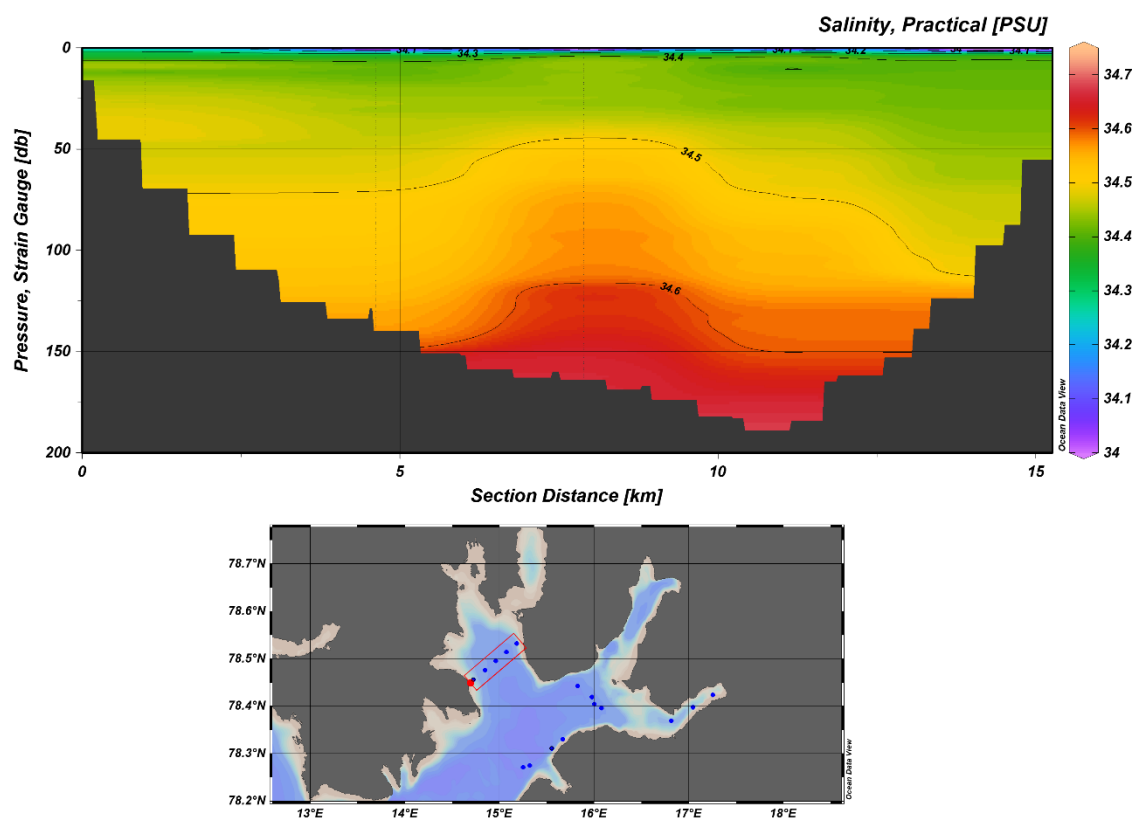 Salinity, Practical [PSU]
0
50
100
150
200
Pressure, Strain Gauge [db]
34.1
34.3
34.4
34.1
34.2
34
34.1
34.5
34.6
0
5
10
15
Section Distance [km]
34.7
34.6
34.5
34.4
34.3
34.2
34.1
34
Ocean Data View
78.7°N
78.6°N
78.5°N
78.4°N
78.3°N
78.2°N
13°E
14°E
15°E
16°E
17°E
18°E
Ocean Data View